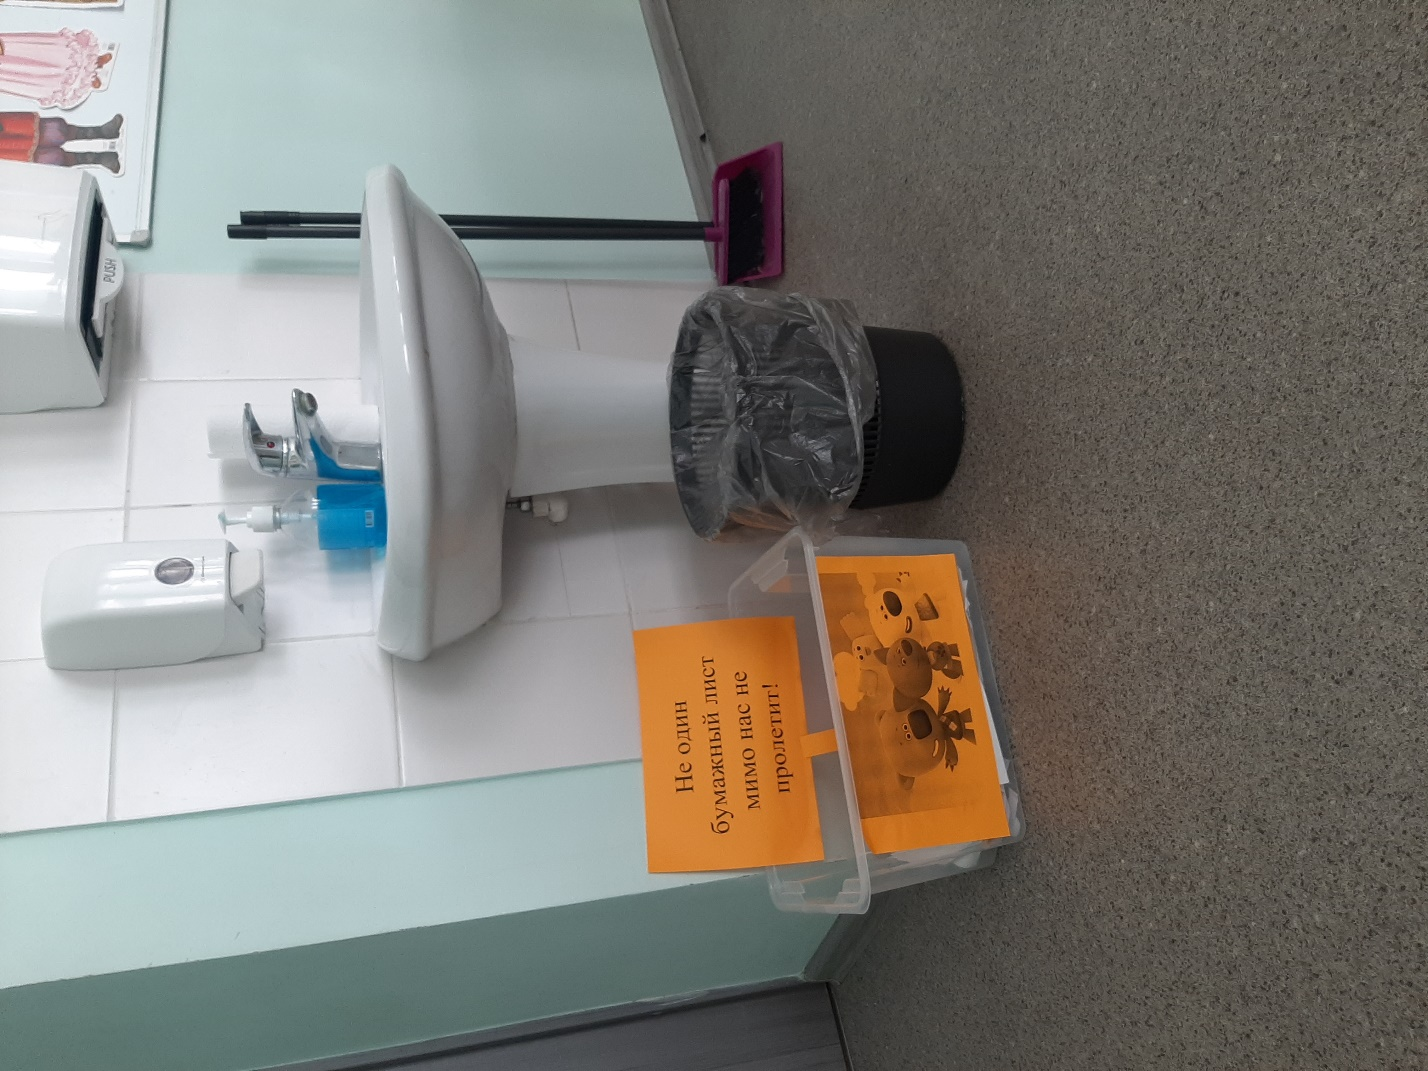 PUSH
Не один
бумажный лист
мимо нас не
пролетит!